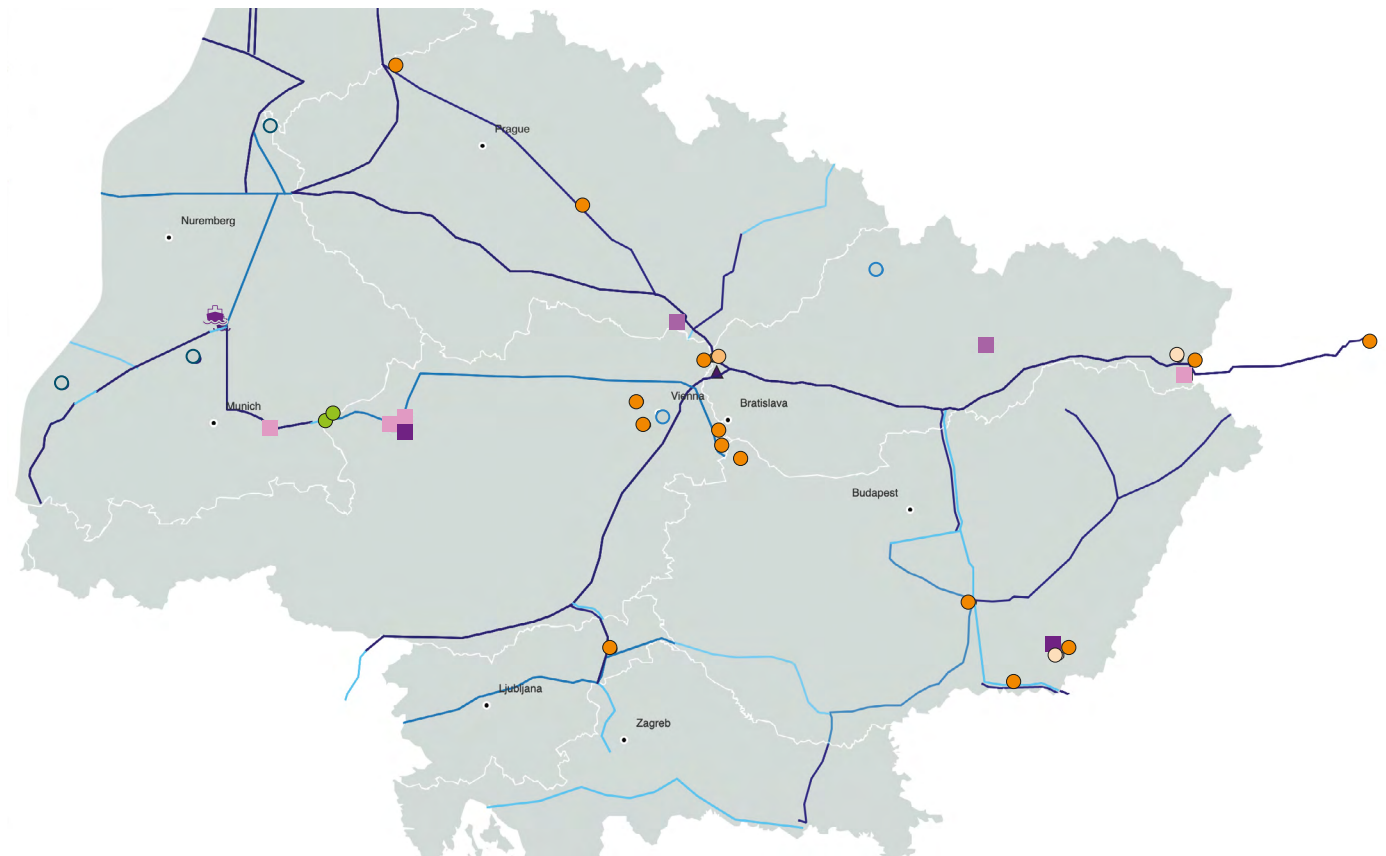 Prague
Nuremberg
Munich
Vienna
Bratislava
Budapest
Ljubljana
Zagreb